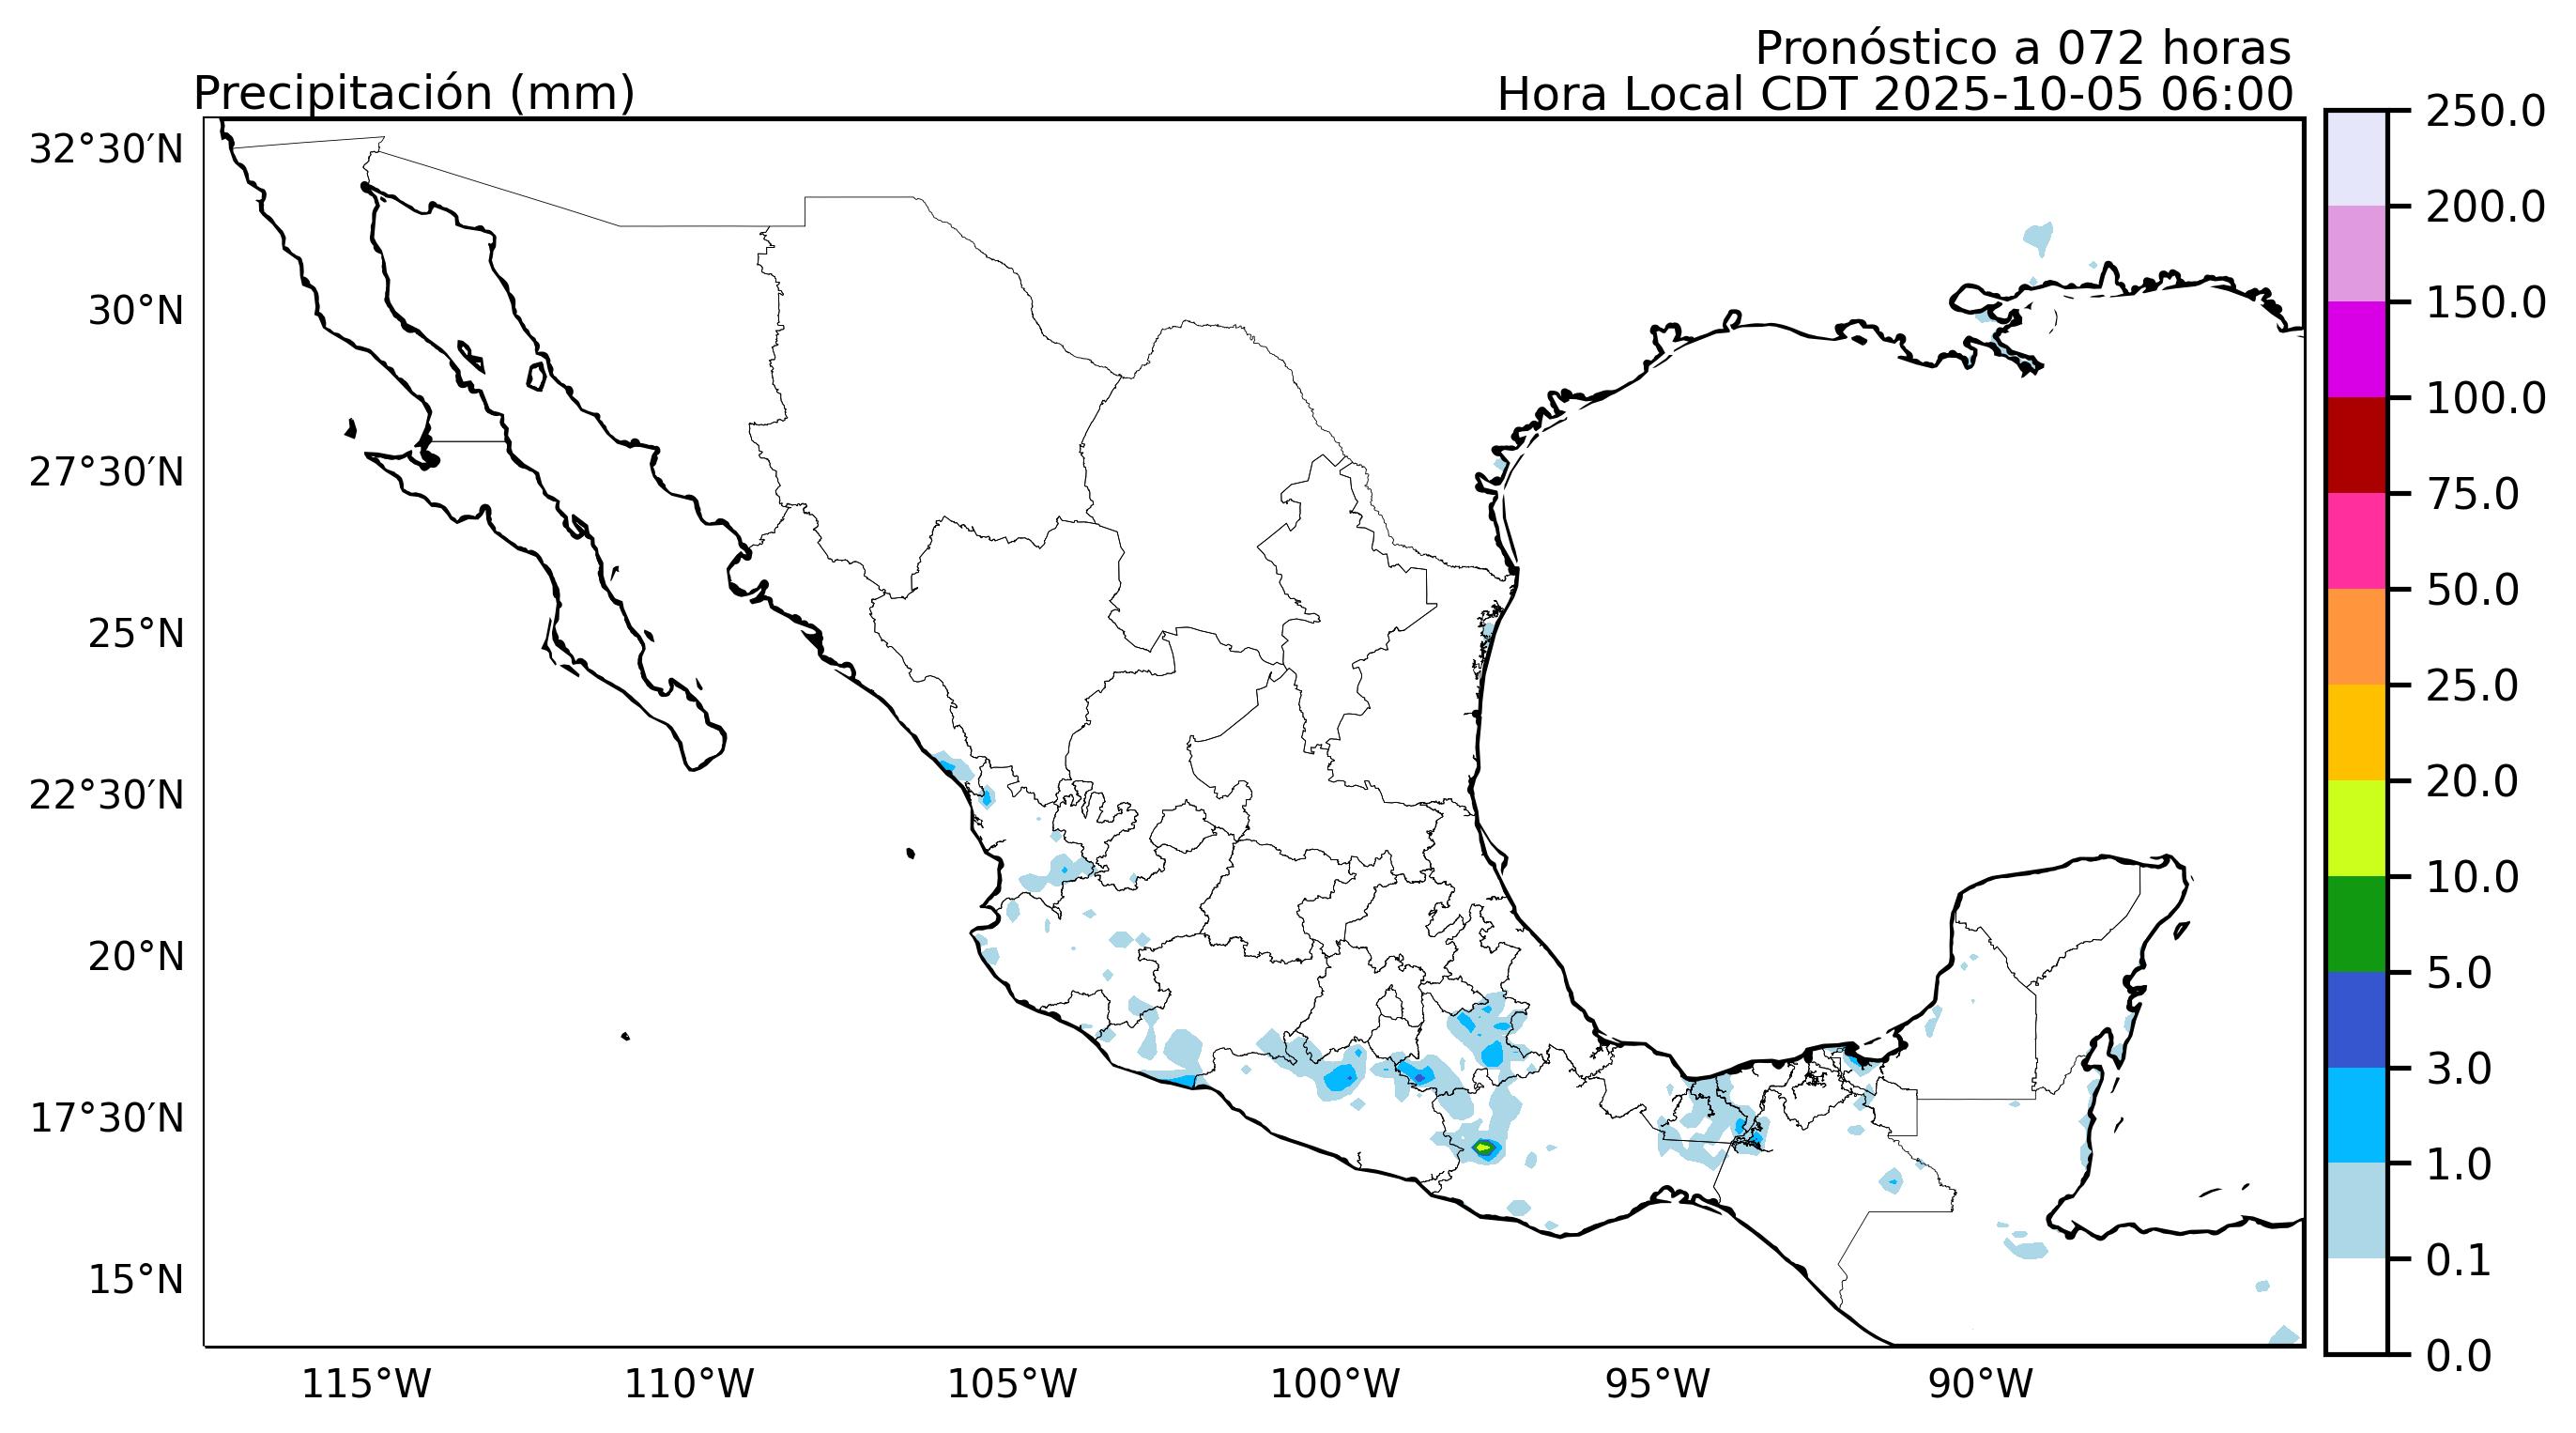 Pronóstico a 072 horas
Precipitación (mm)
Hora Local CDT 2025-10-05 06:00
32°30′N
30°N
27°30′N
25°N
22°30′N
20°N
17°30′N
15°N
115°W
110°W
105°W
100°W
95°W
90°W
250.0
200.0
150.0
100.0
75.0
50.0
25.0
20.0
10.0
5.0
3.0
1.0
0.1
0.0